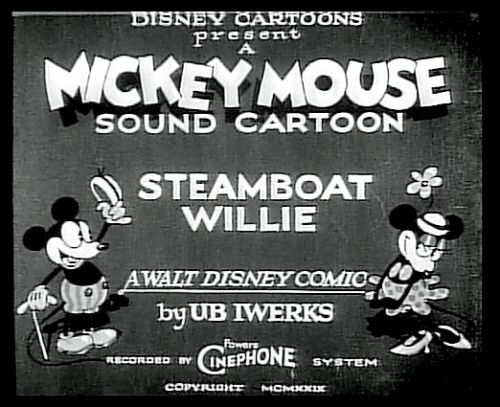 DISNEY CARTOONS
present
A
MICKEY MOUSE
SOUND CARTOON
STEAMBOAT
WILLIE
A WALT DISNEY COMIC
by UB IWERKS
Powers
RECORDED BY CINEPHONE SYSTEM
COPYRIGHT MCMXXIX